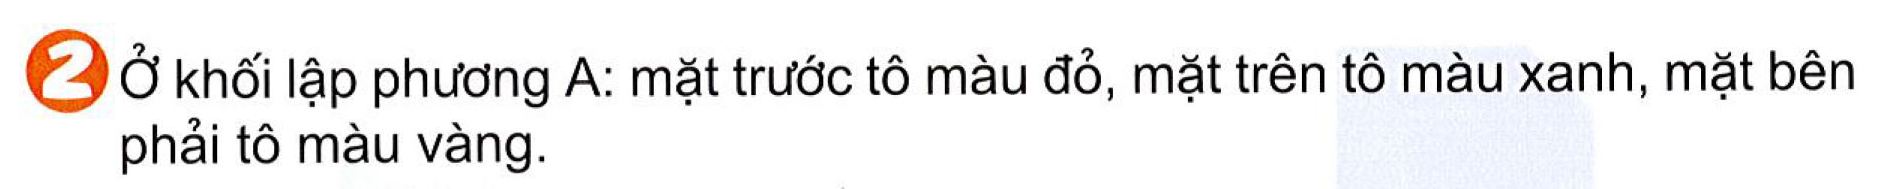 2 Ở khối lập phương A: mặt trước tô màu đỏ, mặt trên tô màu xanh, mặt bên
phải tô màu vàng.